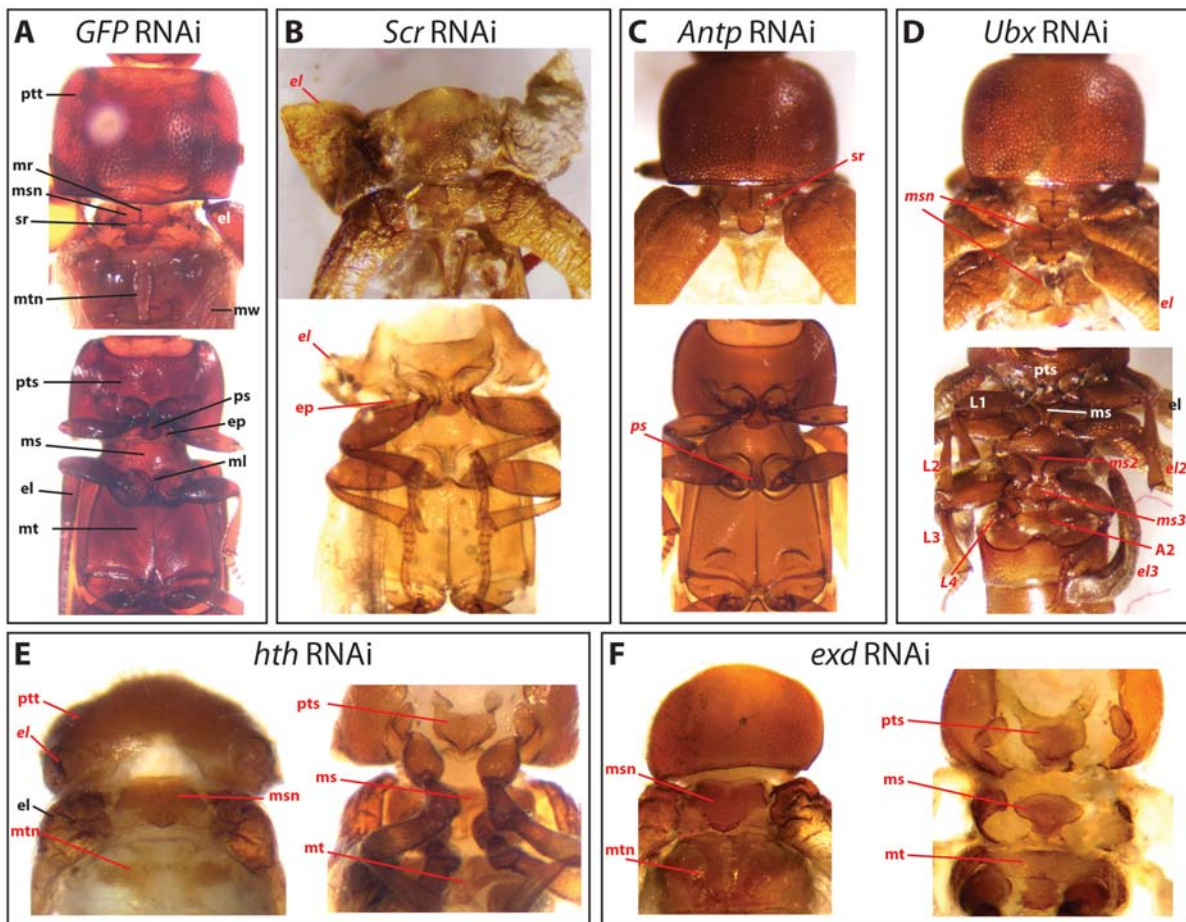 A GFP RNAi
ptt
mr
msn
sr
el
mtn
mw
pts
ps
ep
ms
ml
el
mt
B Scr RNAi
el
el
ep
C Antp RNAi
sr
ps
D Ubx RNAi
msn
el
pts
L1
ms
el
L2
ms2
el2
ms3
L3
A2
L4
el3
E hth RNAi
ptt
el
msn
el
mtn
pts
ms
mt
F exd RNAi
msn
mtn
pts
ms
mt